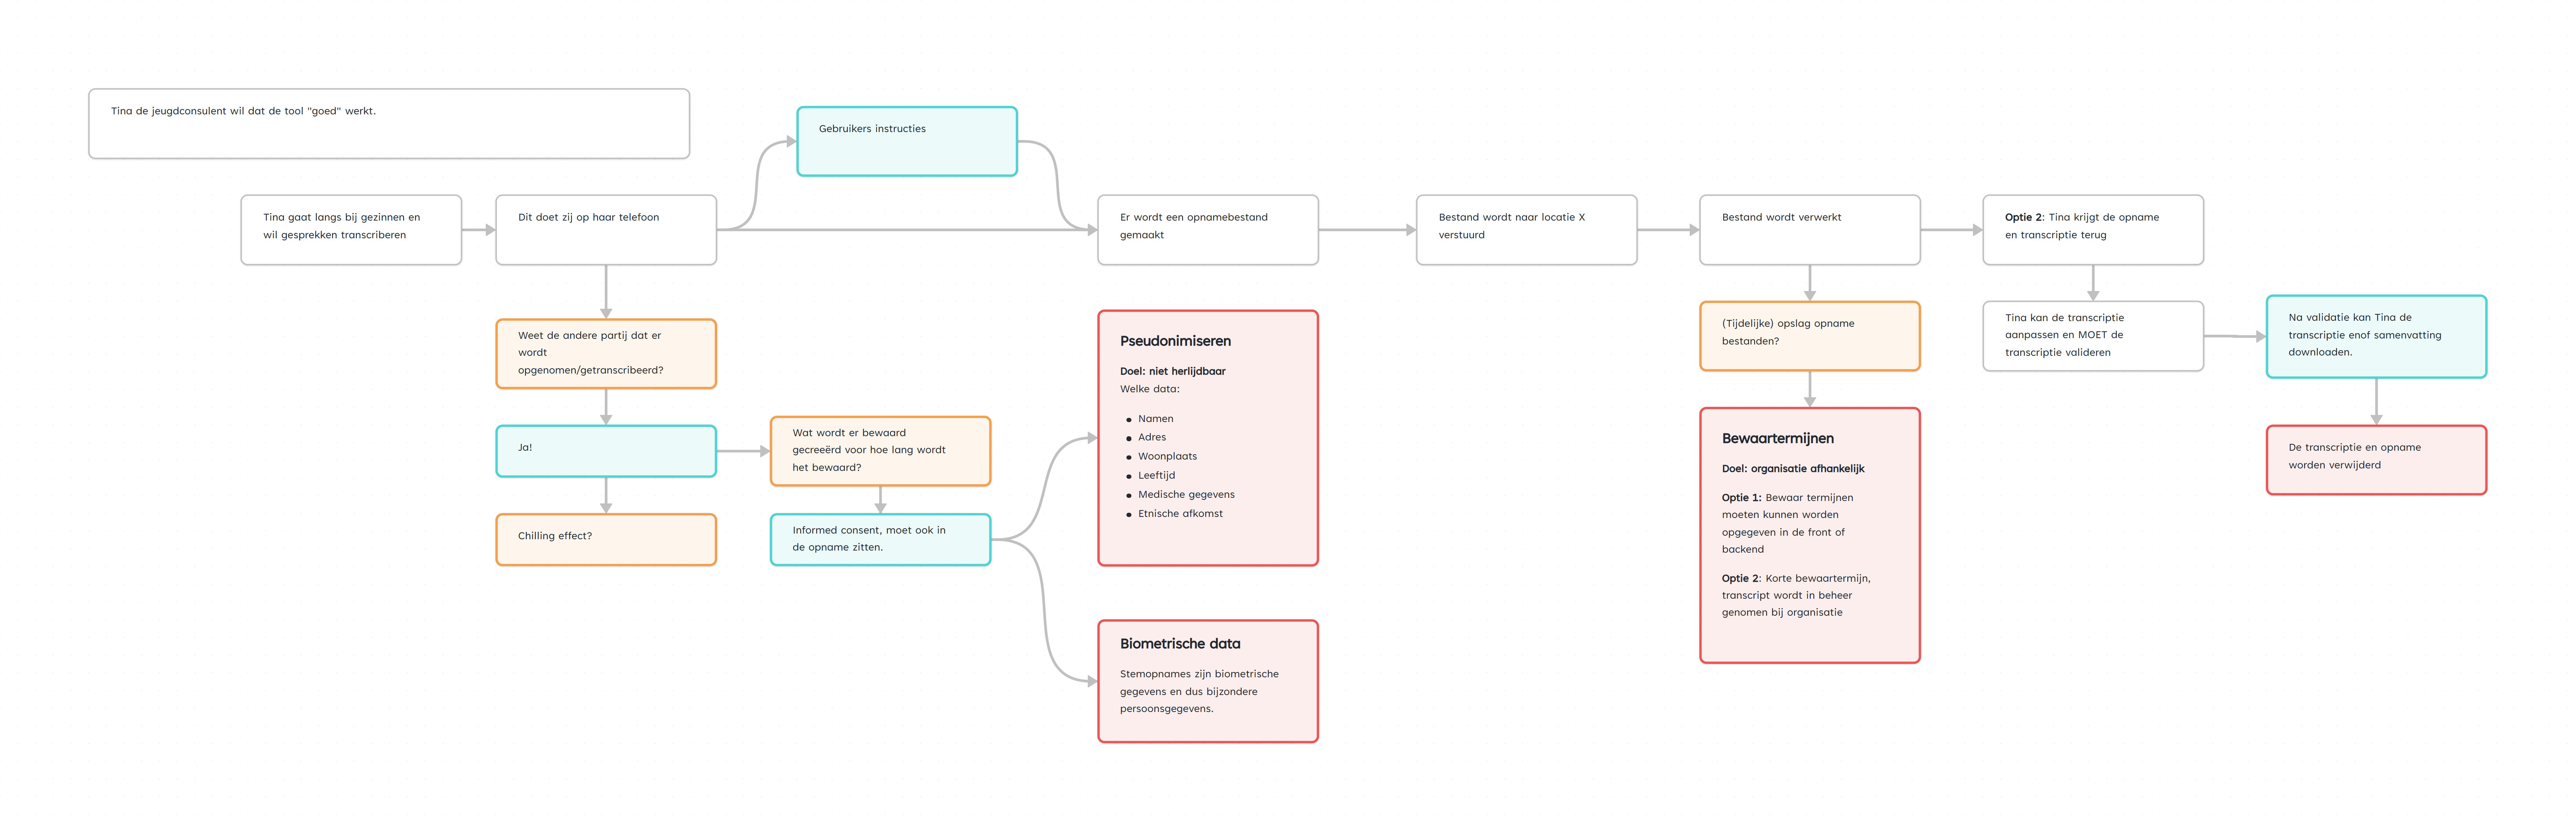 Tina de jeugdconsulent wil dat de tool "goed" werkt.
Gebruikers instructies
Tina gaat langs bij gezinnen en
wil gesprekken transcriberen
Dit doet zij op haar telefoon
Er wordt een opnamebestand
gemaakt
Bestand wordt naar locatie X
verstuurd
Bestand wordt verwerkt
Optie 2: Tina krijgt de opname
en transcriptie terug
Weet de andere partij dat er
wordt
opgenomen/getranscribeerd?
Ja!
Chilling effect?
Wat wordt er bewaard
gecreeërd voor hoe lang wordt
het bewaard?
Informed consent, moet ook in
de opname zitten.
Pseudonimiseren
Doel: niet herlijdbaar
Welke data:
• Namen
• Adres
• Woonplaats
• Leeftijd
• Medische gegevens
• Etnische afkomst
Biometrische data
Stemopnames zijn biometrische
gegevens en dus bijzondere
persoonsgegevens.
(Tijdelijke) opslag opname
bestanden?
Bewaartermijnen
Doel: organisatie afhankelijk
Optie 1: Bewaar termijnen
moeten kunnen worden
opgegeven in de front of
backend
Optie 2: Korte bewaartermijn,
transcript wordt in beheer
genomen bij organisatie
Tina kan de transcriptie
aanpassen en MOET de
transcriptie valideren
Na validatie kan Tina de
transcriptie enof samenvatting
downloaden.
De transcriptie en opname
worden verwijderd